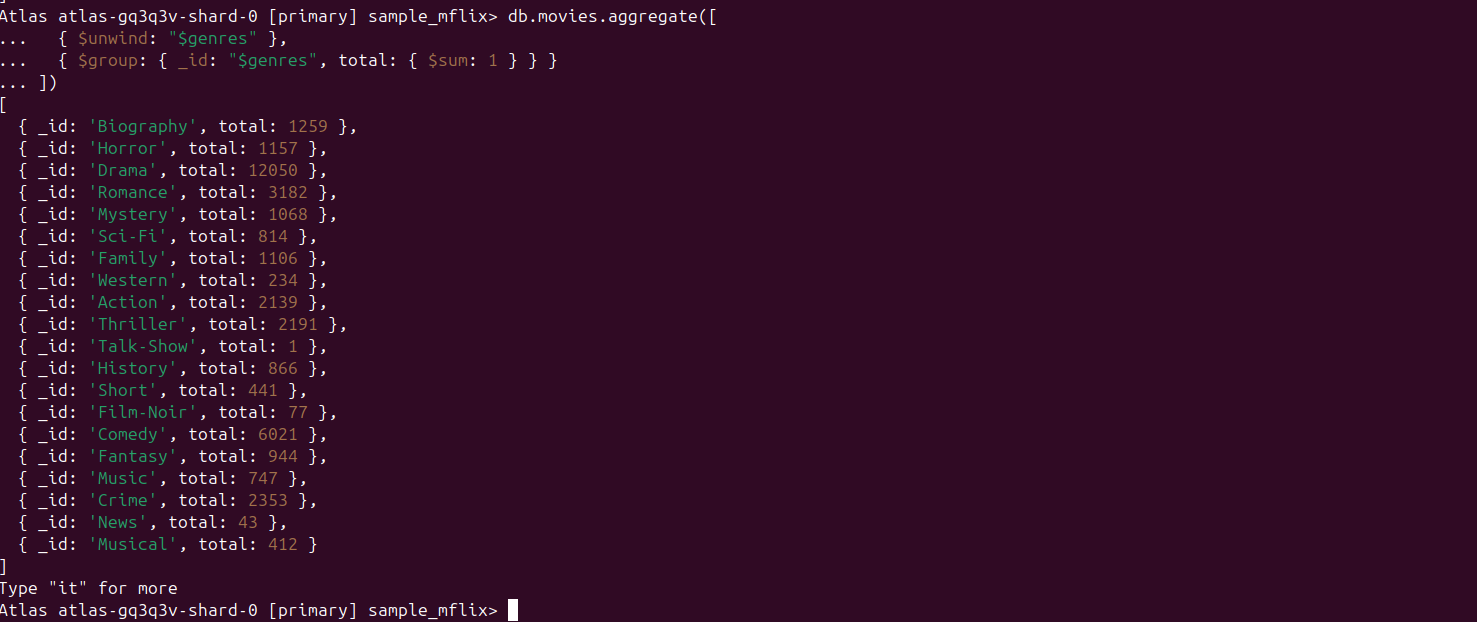 Atlas atlas-gq3q3v-shard-0 [primary] sample_mflix> db.movies.aggregate([
...   { $unwind: "$genres" },
...   { $group: { _id: "$genres", total: { $sum: 1 } } }
... ])
[
  { _id: 'Biography', total: 1259 },
  { _id: 'Horror', total: 1157 },
  { _id: 'Drama', total: 12050 },
  { _id: 'Romance', total: 3182 },
  { _id: 'Mystery', total: 1068 },
  { _id: 'Sci-Fi', total: 814 },
  { _id: 'Family', total: 1106 },
  { _id: 'Western', total: 234 },
  { _id: 'Action', total: 2139 },
  { _id: 'Thriller', total: 2191 },
  { _id: 'Talk-Show', total: 1 },
  { _id: 'History', total: 866 },
  { _id: 'Short', total: 441 },
  { _id: 'Film-Noir', total: 77 },
  { _id: 'Comedy', total: 6021 },
  { _id: 'Fantasy', total: 944 },
  { _id: 'Music', total: 747 },
  { _id: 'Crime', total: 2353 },
  { _id: 'News', total: 43 },
  { _id: 'Musical', total: 412 }
]
Type "it" for more
Atlas atlas-gq3q3v-shard-0 [primary] sample_mflix>